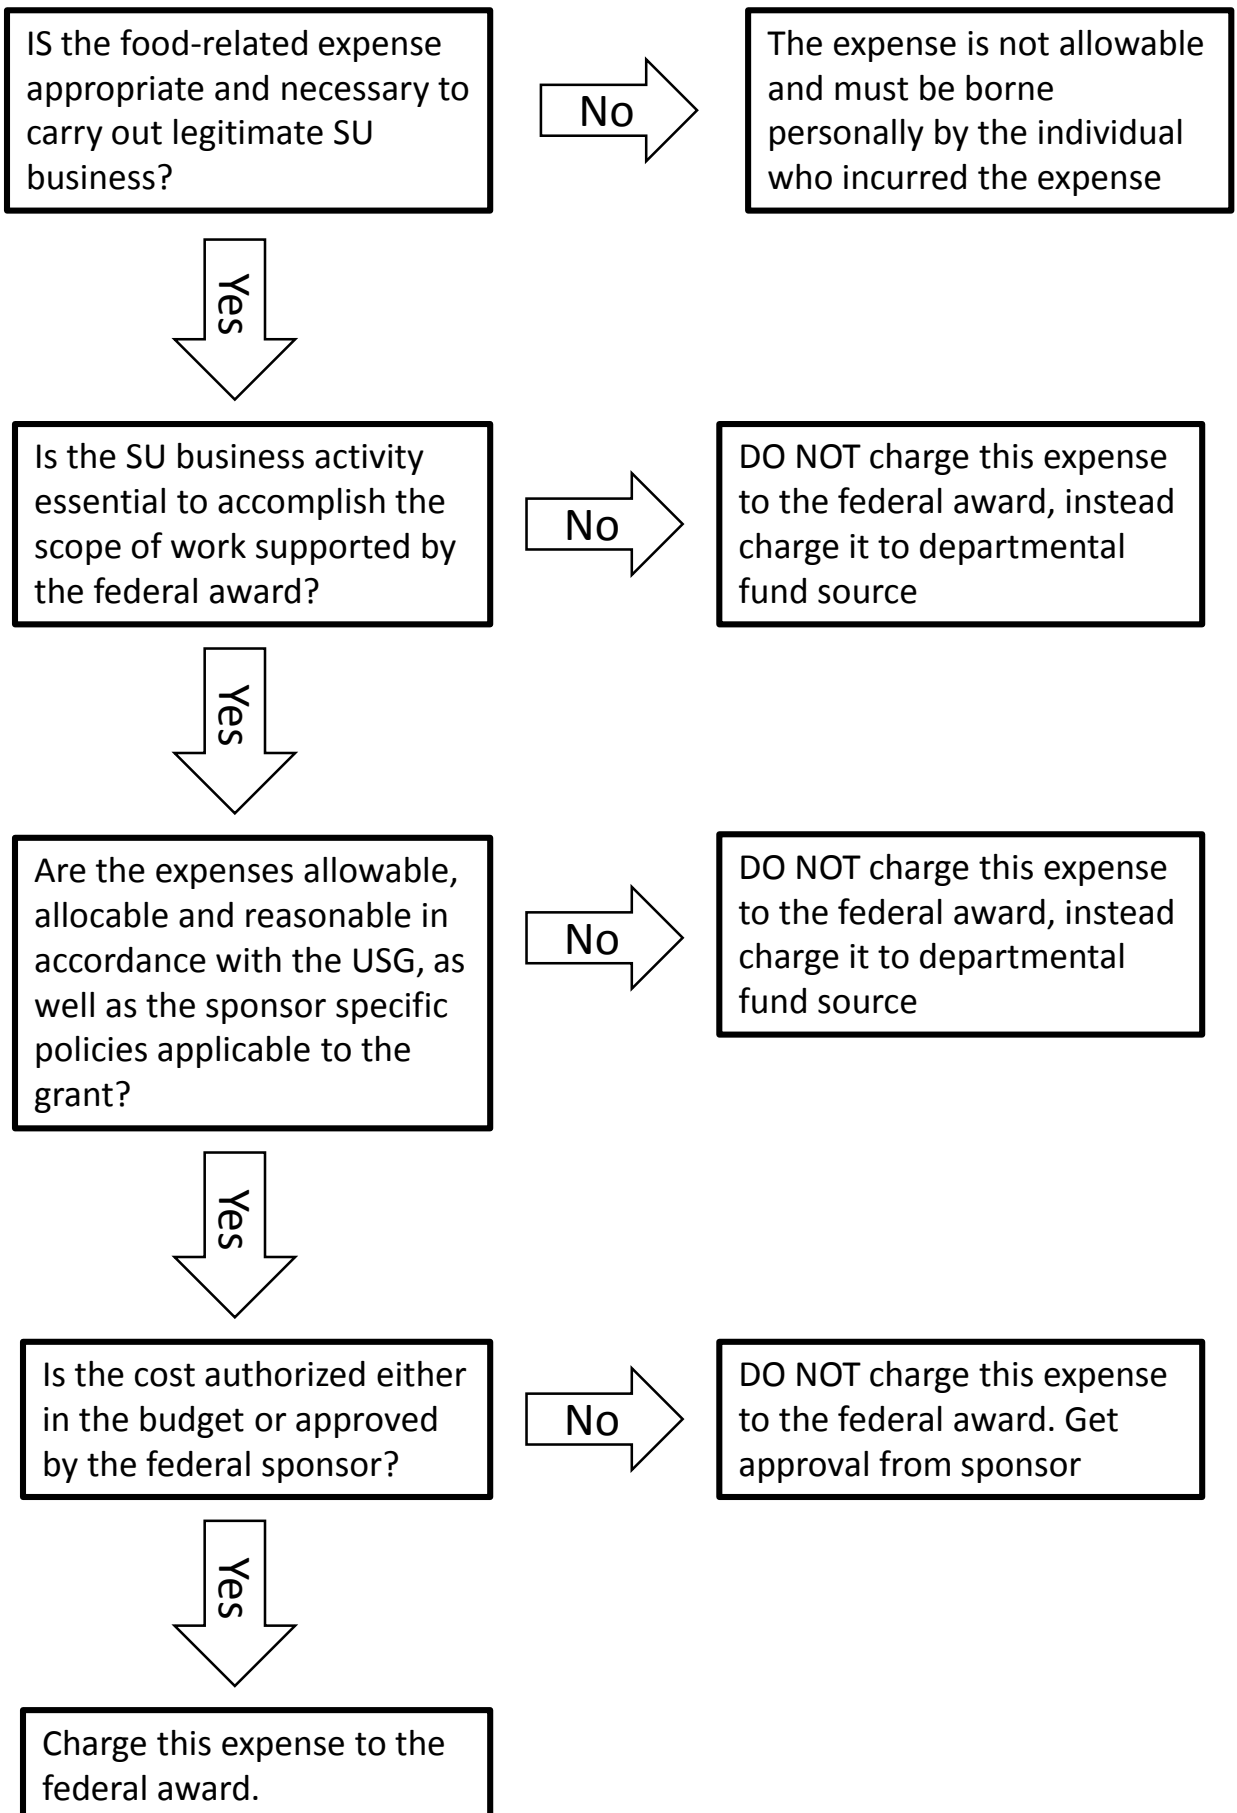 IS the food-related expense
appropriate and necessary to
carry out legitimate SU
business?
No
The expense is not allowable
and must be borne
personally by the individual
who incurred the expense
Yes
Is the SU business activity
essential to accomplish the
scope of work supported by
the federal award?
No
DO NOT charge this expense
to the federal award, instead
charge it to departmental
fund source
Yes
Are the expenses allowable,
allocable and reasonable in
accordance with the USG, as
well as the sponsor specific
policies applicable to the
grant?
No
DO NOT charge this expense
to the federal award, instead
charge it to departmental
fund source
Yes
Is the cost authorized either
in the budget or approved
by the federal sponsor?
No
DO NOT charge this expense
to the federal award. Get
approval from sponsor
Yes
Charge this expense to the
federal award.